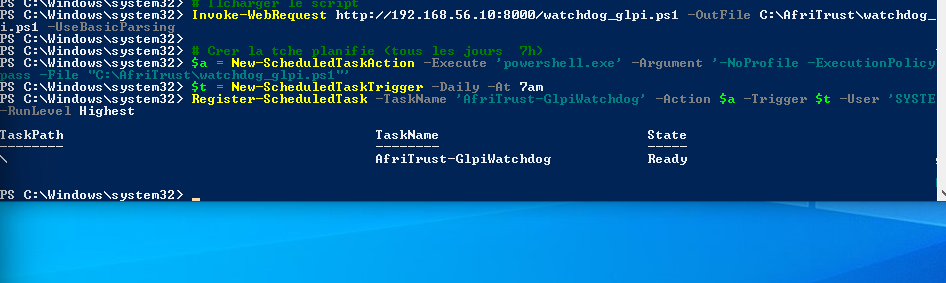 PS C:\Windows\system32> # llcharger le script
PS C:\Windows\system32> Invoke-WebRequest http://192.168.56.10:8000/watchdog_glpi.ps1 -OutFile C:\AfriTrust\watchdog_
i.ps1 -UseBasicParsing
PS C:\Windows\system32>
PS C:\Windows\system32> # Crer la tche planifie (tous les jours  7h)
PS C:\Windows\system32> $a = New-ScheduledTaskAction -Execute 'powershell.exe' -Argument '-NoProfile -ExecutionPolicy
pass -File "C:\AfriTrust\watchdog_glpi.ps1"'
PS C:\Windows\system32> $t = New-ScheduledTaskTrigger -Daily -At 7am
PS C:\Windows\system32> Register-ScheduledTask -TaskName 'AfriTrust-GlpiWatchdog' -Action $a -Trigger $t -User 'SYSTE
-RunLevel Highest
TaskPath TaskName State
-------- -------- -----
\ AfriTrust-GlpiWatchdog Ready
PS C:\Windows\system32>